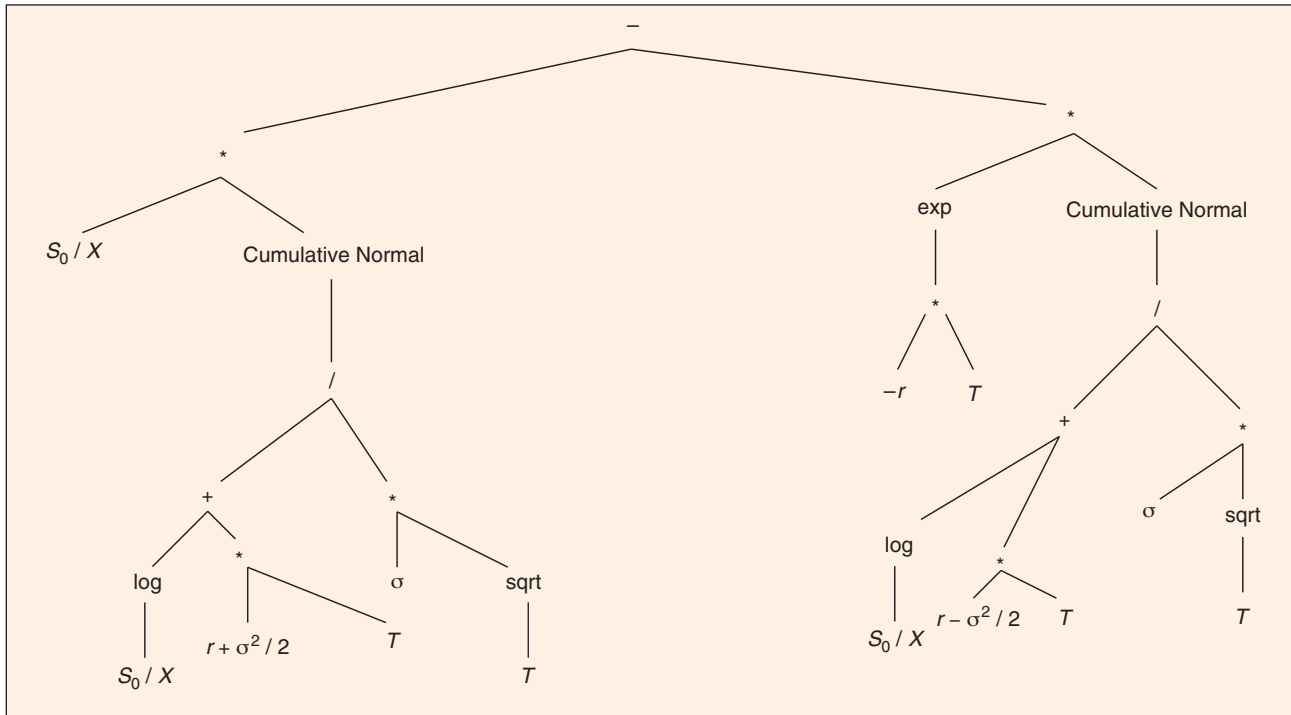 –
*
*
S₀ / X
Cumulative Normal
exp
Cumulative Normal
*
/
–r
T
/
+
*
+
*
σ
sqrt
log
*
log
*
σ
sqrt
r – σ² / 2
T
T
r + σ² / 2
T
S₀ / X
S₀ / X
T